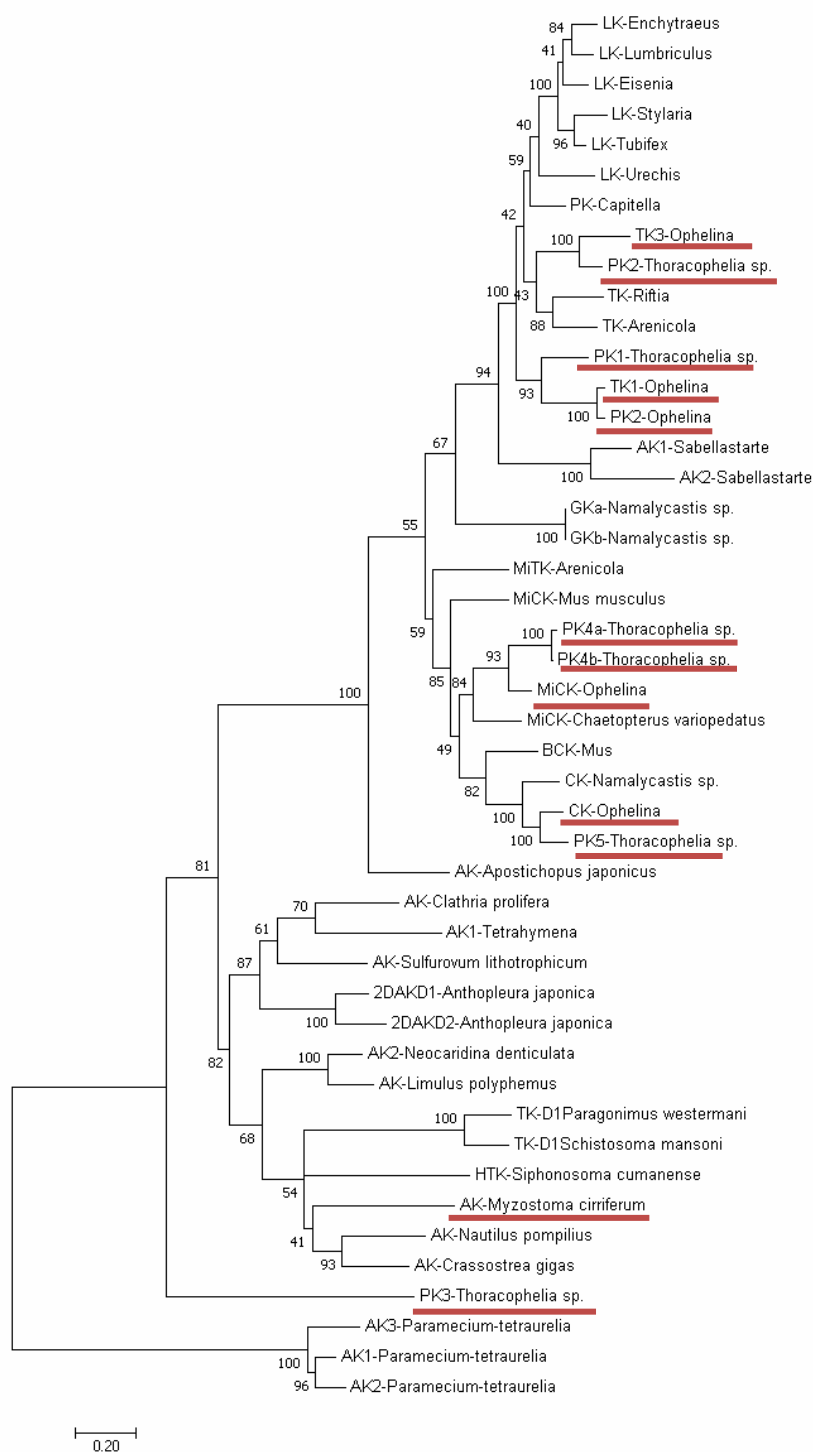 LK-Enchytraeus
84
LK-Lumbriculus
41
LK-Eisenia
100
LK-Stylaria
40
LK-Tubifex
96
59
LK-Urechis
PK-Capitella
42
TK3-Ophelina
100
PK2-Thoracophelia sp.
100
43
TK-Riftia
88
TK-Arenicola
PK1-Thoracophelia sp.
94
93
TK1-Ophelina
100
PK2-Ophelina
67
AK1-Sabellastarte
100
AK2-Sabellastarte
GKa-Namalycastis sp.
55
100
GKb-Namalycastis sp.
MiTK-Arenicola
MiCK-Mus musculus
59
100
PK4a-Thoracophelia sp.
93
PK4b-Thoracophelia sp.
85
84
MiCK-Ophelina
100
MiCK-Chaetopterus variopedatus
49
BCK-Mus
82
CK-Namalycastis sp.
100
CK-Ophelina
100
PK5-Thoracophelia sp.
81
AK-Apostichopus japonicus
70
AK-Clathria prolifera
61
AK1-Tetrahymena
87
AK-Sulfurovum lithotrophicum
2DAKD1-Anthopleura japonica
100
2DAKD2-Anthopleura japonica
82
100
AK2-Neocaridina denticulata
AK-Limulus polyphemus
100
TK-D1Paragonimus westermani
68
TK-D1Schistosoma mansoni
HTK-Siphonosoma cumanense
54
AK-Myzostoma cirriferum
41
AK-Nautilus pompilius
93
AK-Crassostrea gigas
PK3-Thoracophelia sp.
AK3-Paramecium-tetraurelia
100
AK1-Paramecium-tetraurelia
96
AK2-Paramecium-tetraurelia
0.20